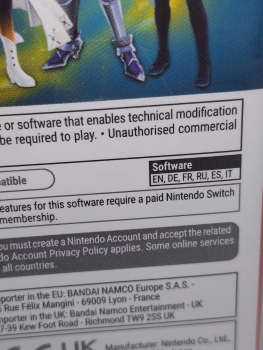 or software that enables technical modification
be required to play. • Unauthorised commercial
Software
EN, DE, FR, RU, ES, IT
eatures for this software require a paid Nintendo Switch
membership.
ou must create a Nintendo Account and accept the related
do Account Privacy Policy applies. Some online services
all countries.
porter in the EU: BANDAI NAMCO Europe S.A.S. -
Rue Félix Mangini - 69009 Lyon - France
porter in the UK: Bandai Namco Entertainment - UK
7-39 Kew Foot Road - Richmond TW9 2SS UK
Manufacturer: Nintendo Co., Ltd.,